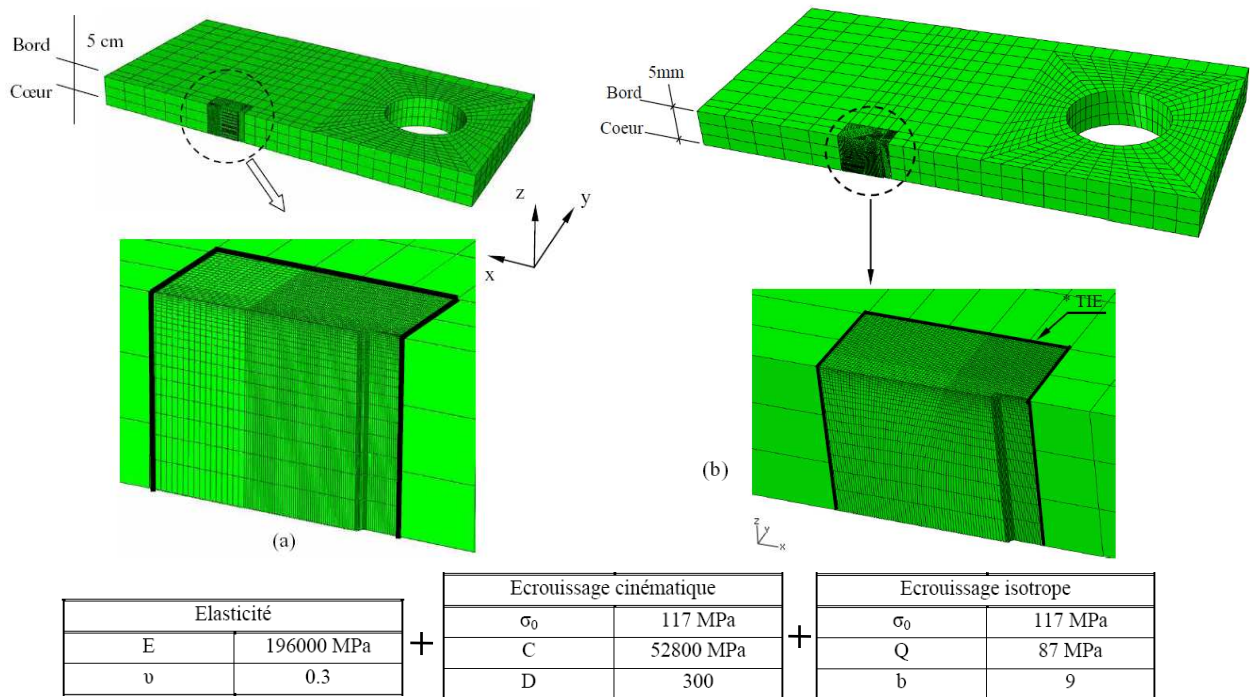 Bord
5 cm
Cœur
5mm
Bord
Coeur
z
y
x
* TIE
(a)
(b)
z
y
x
Elasticité
E 196000 MPa
υ 0.3
+
Ecrouissage cinématique
σ0 117 MPa
C 52800 MPa
D 300
+
Ecrouissage isotrope
σ0 117 MPa
Q 87 MPa
b 9